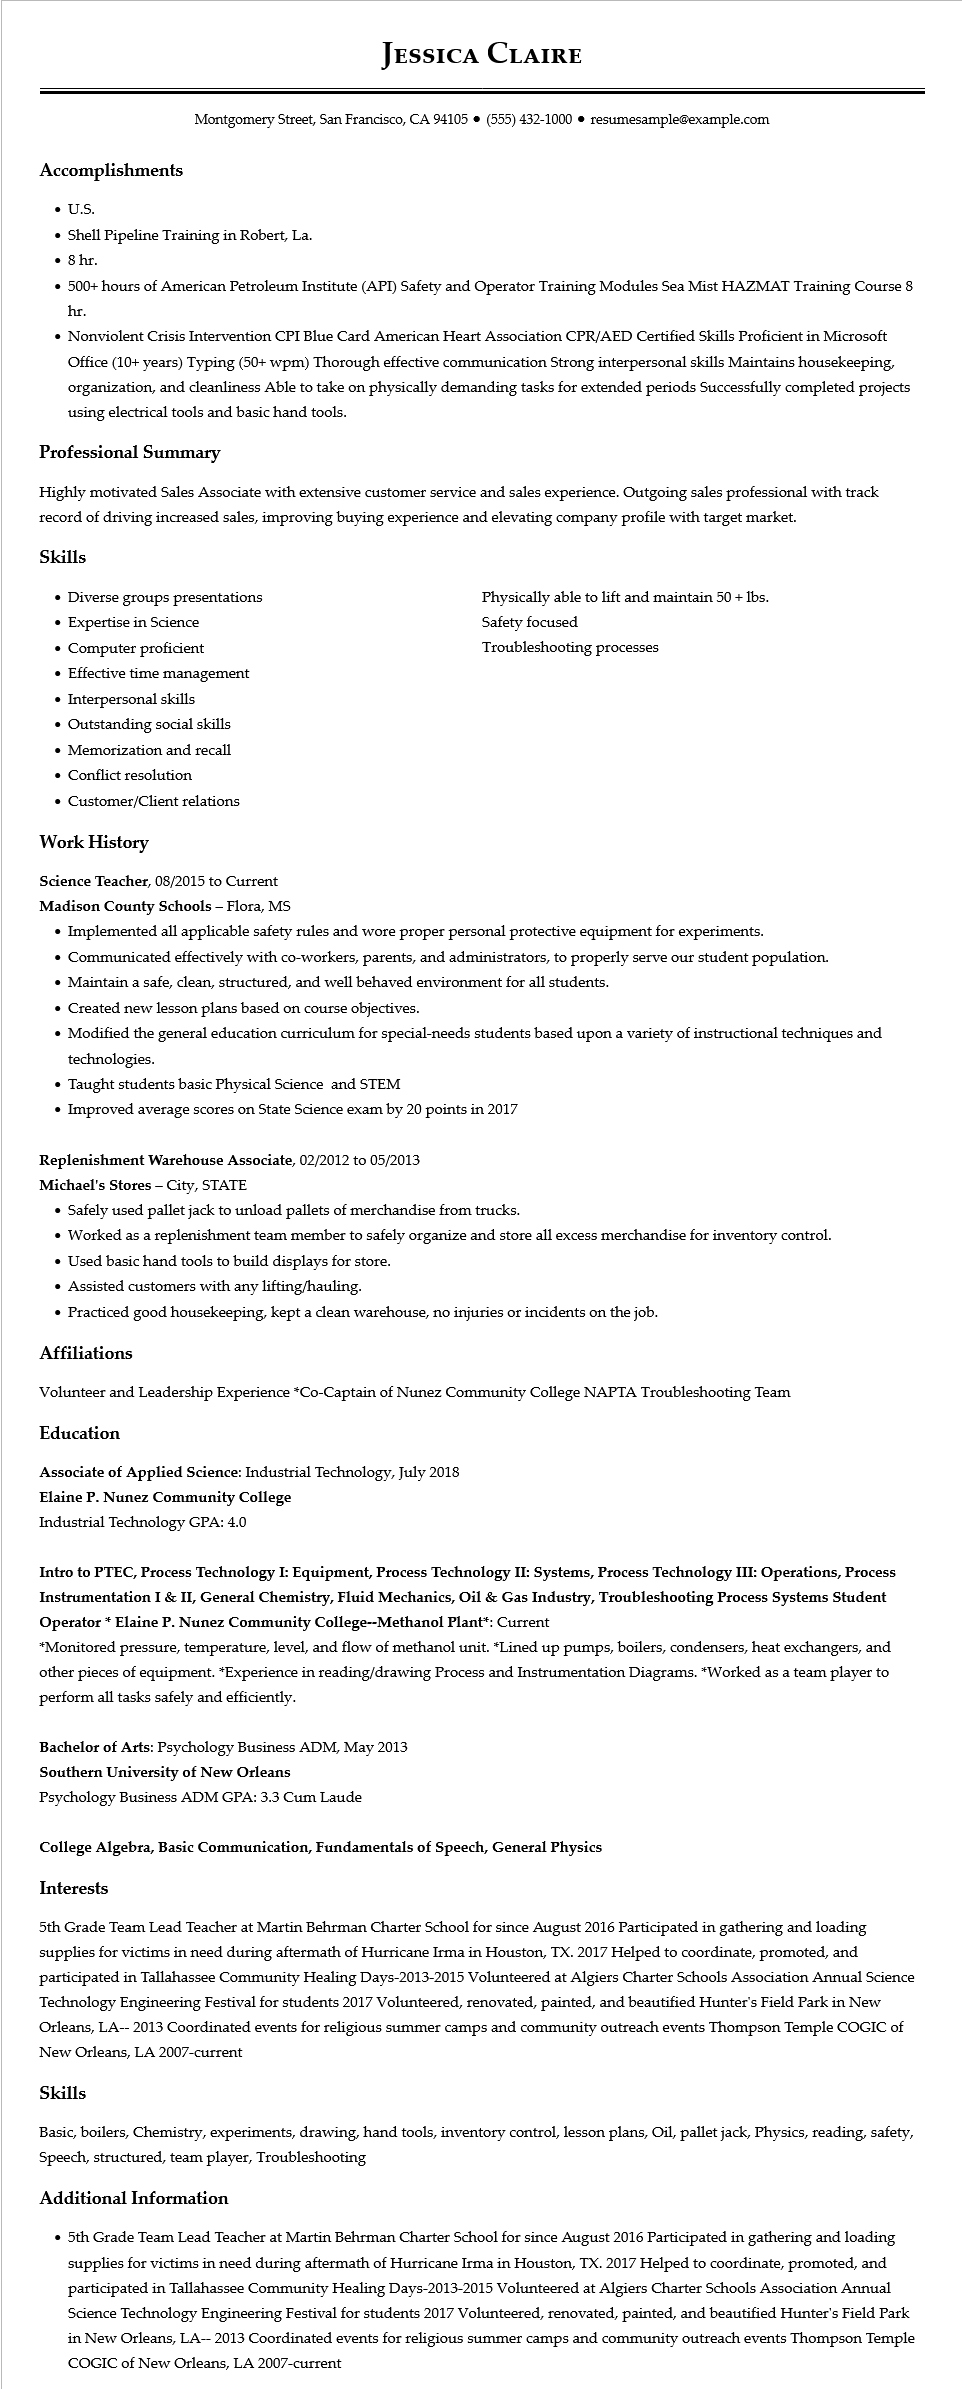 Jessica Claire
Montgomery Street, San Francisco, CA 94105 ● (555) 432-1000 ● resumesample@example.com
Accomplishments
• U.S.
• Shell Pipeline Training in Robert, La.
• 8 hr.
• 500+ hours of American Petroleum Institute (API) Safety and Operator Training Modules Sea Mist HAZMAT Training Course 8
hr.
• Nonviolent Crisis Intervention CPI Blue Card American Heart Association CPR/AED Certified Skills Proficient in Microsoft
Office (10+ years) Typing (50+ wpm) Thorough effective communication Strong interpersonal skills Maintains housekeeping,
organization, and cleanliness Able to take on physically demanding tasks for extended periods Successfully completed projects
using electrical tools and basic hand tools.
Professional Summary
Highly motivated Sales Associate with extensive customer service and sales experience. Outgoing sales professional with track
record of driving increased sales, improving buying experience and elevating company profile with target market.
Skills
• Diverse groups presentations
• Expertise in Science
• Computer proficient
• Effective time management
• Interpersonal skills
• Outstanding social skills
• Memorization and recall
• Conflict resolution
• Customer/Client relations
Physically able to lift and maintain 50 + lbs.
Safety focused
Troubleshooting processes
Work History
Science Teacher, 08/2015 to Current
Madison County Schools – Flora, MS
• Implemented all applicable safety rules and wore proper personal protective equipment for experiments.
• Communicated effectively with co-workers, parents, and administrators, to properly serve our student population.
• Maintain a safe, clean, structured, and well behaved environment for all students.
• Created new lesson plans based on course objectives.
• Modified the general education curriculum for special-needs students based upon a variety of instructional techniques and
technologies.
• Taught students basic Physical Science  and STEM
• Improved average scores on State Science exam by 20 points in 2017
Replenishment Warehouse Associate, 02/2012 to 05/2013
Michael's Stores – City, STATE
• Safely used pallet jack to unload pallets of merchandise from trucks.
• Worked as a replenishment team member to safely organize and store all excess merchandise for inventory control.
• Used basic hand tools to build displays for store.
• Assisted customers with any lifting/hauling.
• Practiced good housekeeping, kept a clean warehouse, no injuries or incidents on the job.
Affiliations
Volunteer and Leadership Experience *Co-Captain of Nunez Community College NAPTA Troubleshooting Team
Education
Associate of Applied Science: Industrial Technology, July 2018
Elaine P. Nunez Community College
Industrial Technology GPA: 4.0
Intro to PTEC, Process Technology I: Equipment, Process Technology II: Systems, Process Technology III: Operations, Process
Instrumentation I & II, General Chemistry, Fluid Mechanics, Oil & Gas Industry, Troubleshooting Process Systems Student
Operator * Elaine P. Nunez Community College--Methanol Plant*: Current
*Monitored pressure, temperature, level, and flow of methanol unit. *Lined up pumps, boilers, condensers, heat exchangers, and
other pieces of equipment. *Experience in reading/drawing Process and Instrumentation Diagrams. *Worked as a team player to
perform all tasks safely and efficiently.
Bachelor of Arts: Psychology Business ADM, May 2013
Southern University of New Orleans
Psychology Business ADM GPA: 3.3 Cum Laude
College Algebra, Basic Communication, Fundamentals of Speech, General Physics
Interests
5th Grade Team Lead Teacher at Martin Behrman Charter School for since August 2016 Participated in gathering and loading
supplies for victims in need during aftermath of Hurricane Irma in Houston, TX. 2017 Helped to coordinate, promoted, and
participated in Tallahassee Community Healing Days-2013-2015 Volunteered at Algiers Charter Schools Association Annual Science
Technology Engineering Festival for students 2017 Volunteered, renovated, painted, and beautified Hunter's Field Park in New
Orleans, LA-- 2013 Coordinated events for religious summer camps and community outreach events Thompson Temple COGIC of
New Orleans, LA 2007-current
Skills
Basic, boilers, Chemistry, experiments, drawing, hand tools, inventory control, lesson plans, Oil, pallet jack, Physics, reading, safety,
Speech, structured, team player, Troubleshooting
Additional Information
• 5th Grade Team Lead Teacher at Martin Behrman Charter School for since August 2016 Participated in gathering and loading
supplies for victims in need during aftermath of Hurricane Irma in Houston, TX. 2017 Helped to coordinate, promoted, and
participated in Tallahassee Community Healing Days-2013-2015 Volunteered at Algiers Charter Schools Association Annual
Science Technology Engineering Festival for students 2017 Volunteered, renovated, painted, and beautified Hunter's Field Park
in New Orleans, LA-- 2013 Coordinated events for religious summer camps and community outreach events Thompson Temple
COGIC of New Orleans, LA 2007-current